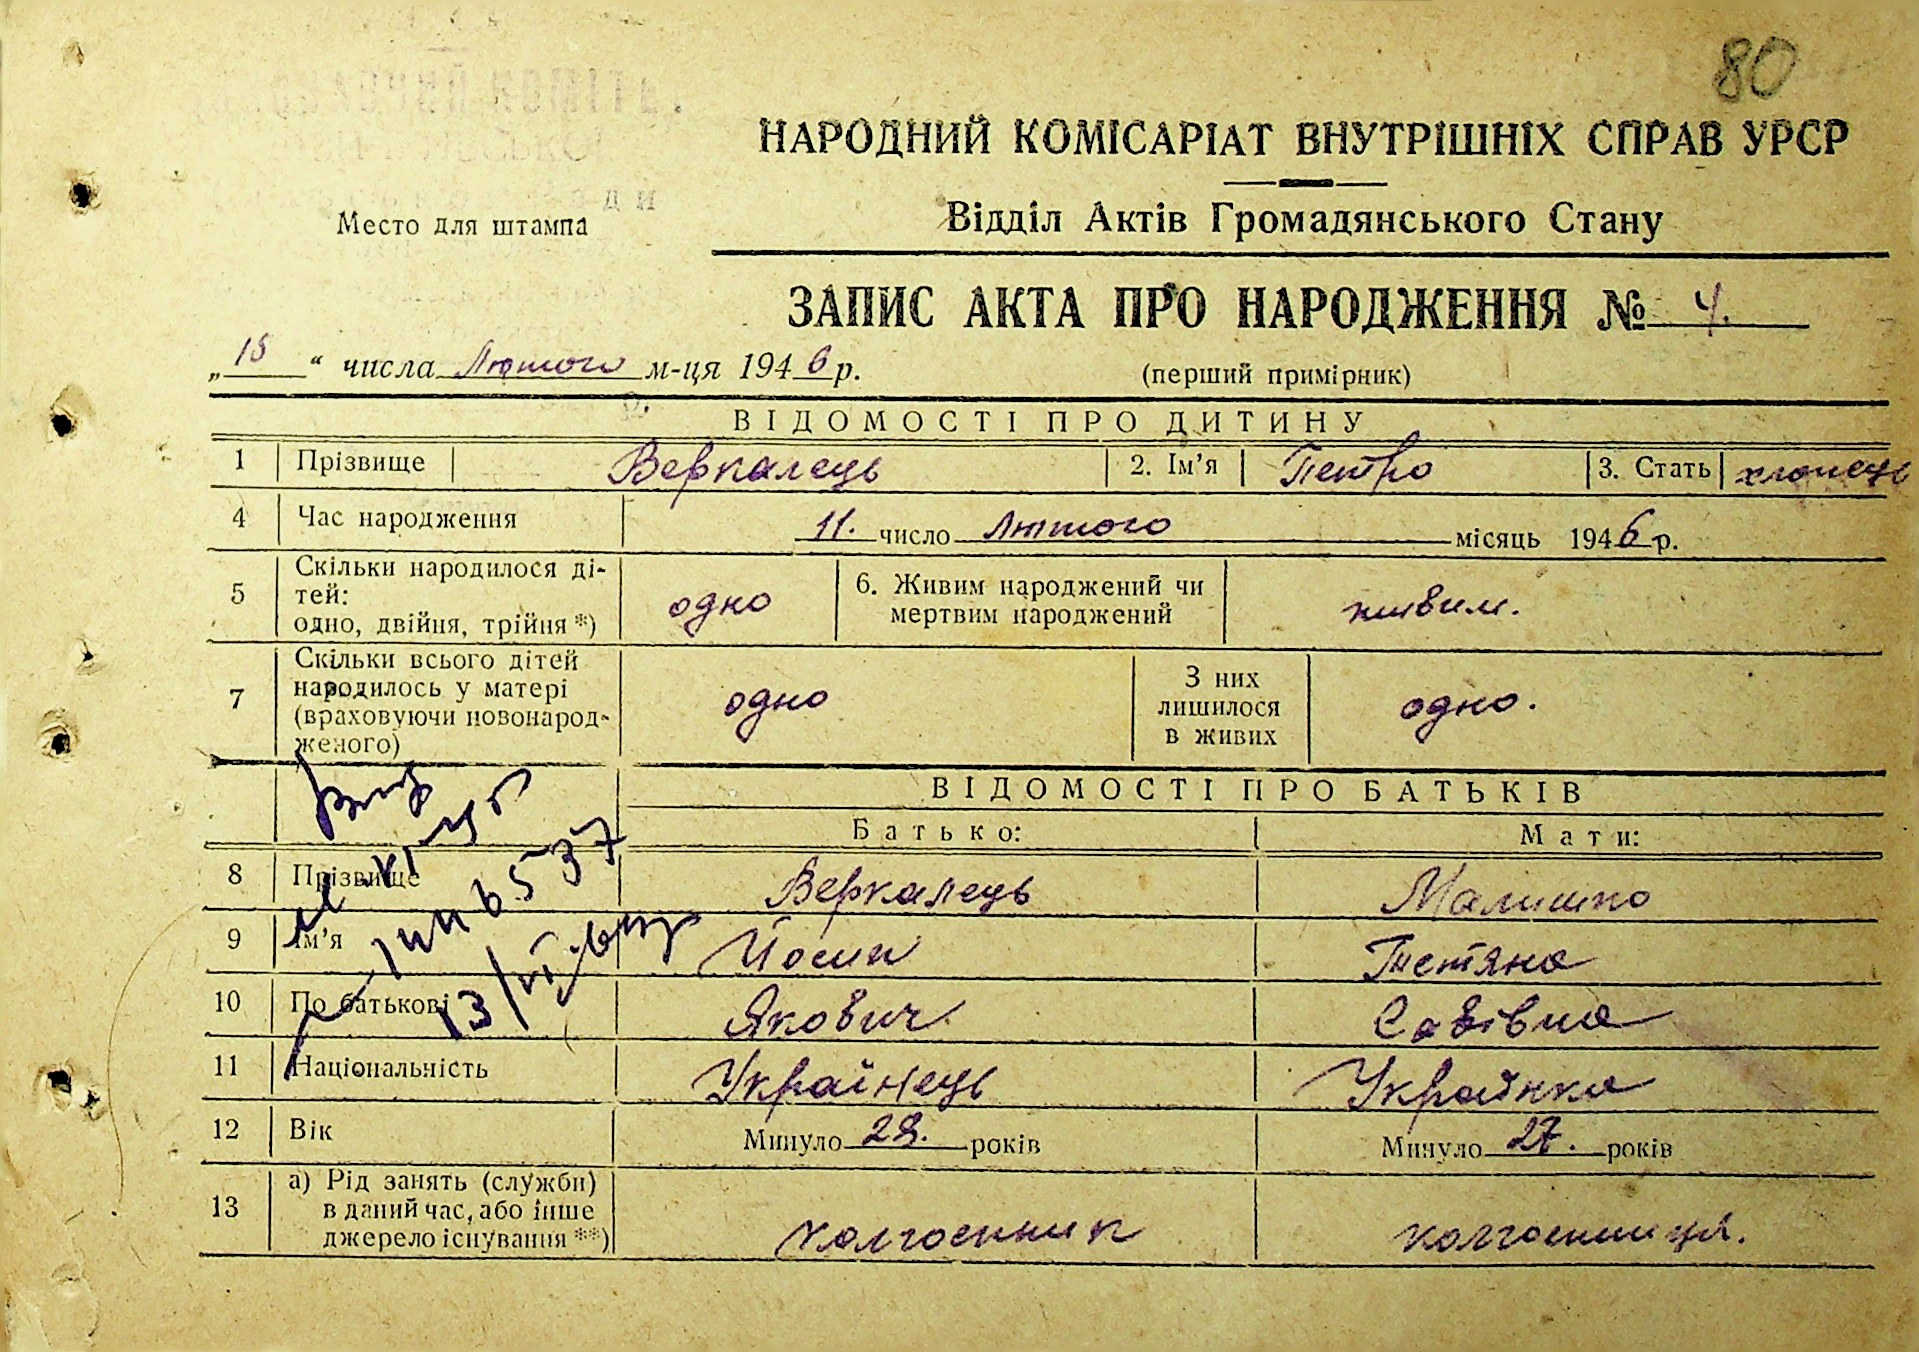 80
НАРОДНИЙ КОМІСАРІАТ ВНУТРІШНІХ СПРАВ УРСР
Место для штампа
Відділ Актів Громадянського Стану
ЗАПИС АКТА ПРО НАРОДЖЕННЯ № 4.
„15“ числа Лютого м-ця 1946 р.
(перший примірник)
ВІДОМОСТІ ПРО ДИТИНУ
1 Прізвище Веркалець 2. Ім'я Петро 3. Стать хлопець
4 Час народження 11. число Лютого місяць 1946 р.
5 Скільки народилося ді-
тей:
одно, двійня, трійня *) одно 6. Живим народжений чи
мертвим народжений живим.
7 Скільки всього дітей
народилось у матері
(враховуючи новонарод-
женого) одно З них
лишилося
в живих одно.
ВІДОМОСТІ ПРО БАТЬКІВ
Батько: Мати:
8 Прізвище Веркалець Малишко
9 Ім'я Йосип Тетяна
10 По батькові Якович Савівна
11 Національність Українець Українка
12 Вік Минуло 28. років Минуло 27. років
13 а) Рід занять (служби)
в даний час, або інше
джерело існування **) колгоспник колгоспниця.